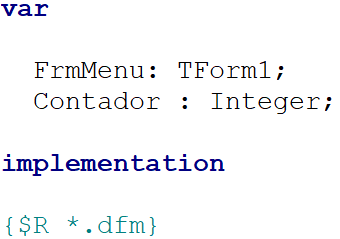 var
FrmMenu: TForm1;
Contador : Integer;
implementation
{$R *.dfm}